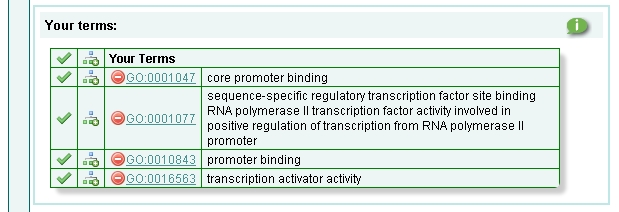 Your terms:
Your Terms
GO:0001047 core promoter binding
sequence-specific regulatory transcription factor site binding
RNA polymerase II transcription factor activity involved in
GO:0001077 positive regulation of transcription from RNA polymerase II
promoter
GO:0010843 promoter binding
GO:0016563 transcription activator activity